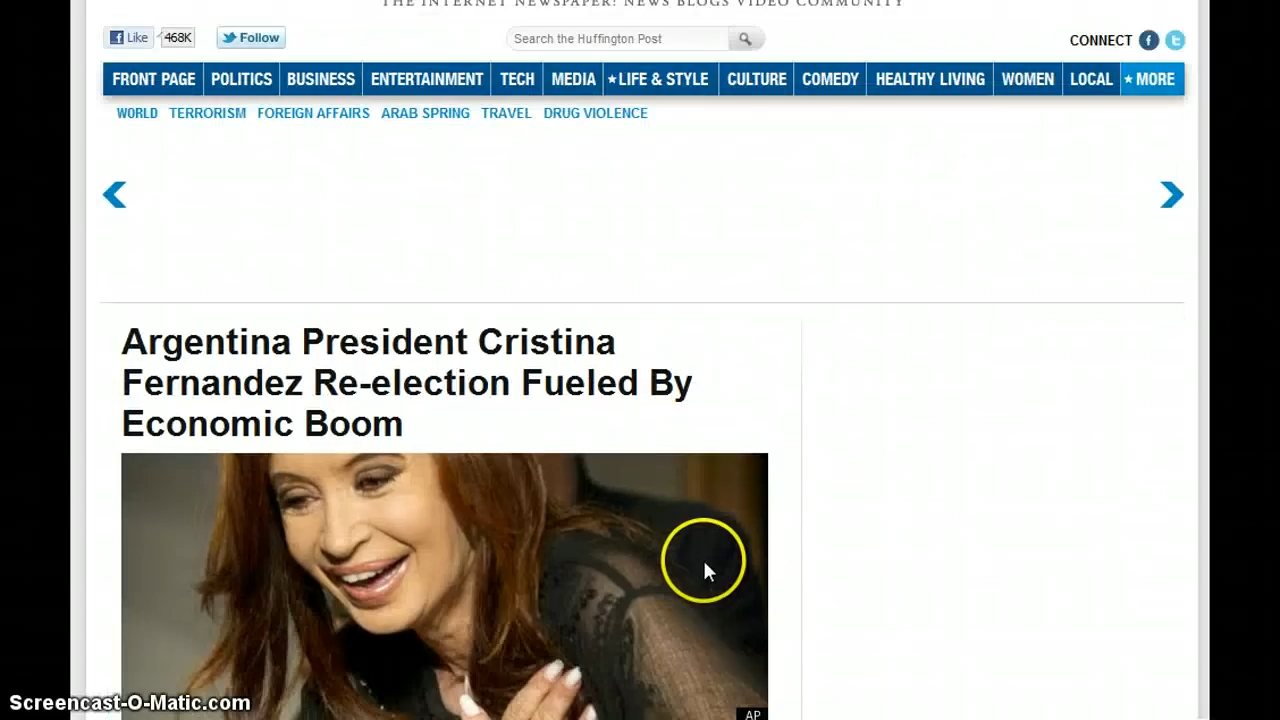 THE INTERNET NEWSPAPER: NEWS BLOGS VIDEO COMMUNITY
Like 468K Follow Search the Huffington Post CONNECT
FRONT PAGE POLITICS BUSINESS ENTERTAINMENT TECH MEDIA LIFE & STYLE CULTURE COMEDY HEALTHY LIVING WOMEN LOCAL MORE
WORLD TERRORISM FOREIGN AFFAIRS ARAB SPRING TRAVEL DRUG VIOLENCE
Argentina President Cristina
Fernandez Re-election Fueled By
Economic Boom
AP
Screencast-O-Matic.com